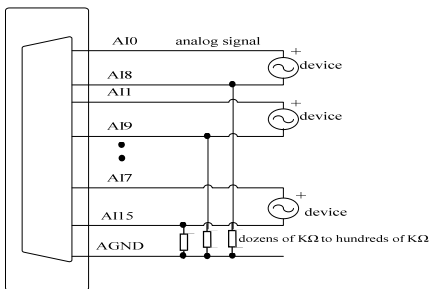 AI0 analog signal
+
device
AI8
AI1
+
device
AI9
AI7
+
device
AI15
dozens of KΩ to hundreds of KΩ
AGND